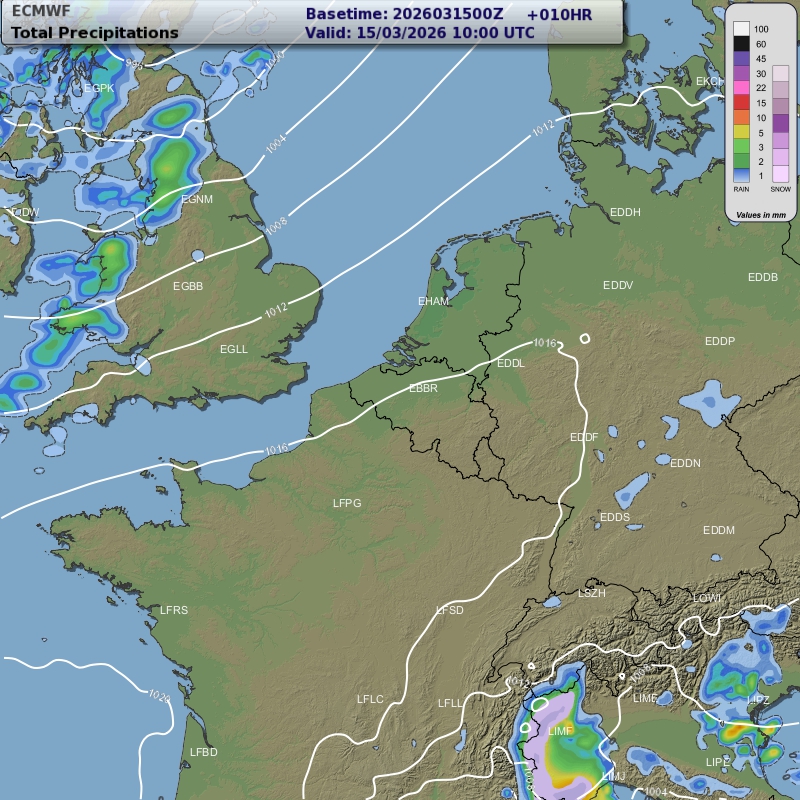 ECMWF
Basetime: 2026031500Z +010HR
Total Precipitations
Valid: 15/03/2026 10:00 UTC
100
60
45
30
22
15
10
5
3
2
1
RAIN
SNOW
Values in mm
EGPK
EKCH
1004
1012
EGNM
EDDH
1008
EGBB
EHAM
EDDV
EDDB
1012
EGLL
EDDL
1016
EDDP
EBBR
EDDF
1016
EDDN
LFPG
EDDS
EDDM
LSZH
LOWI
LFRS
LFSD
1020
LFLC
LFLL
LIME
LIPZ
LIMF
LFBD
LIMJ
1004